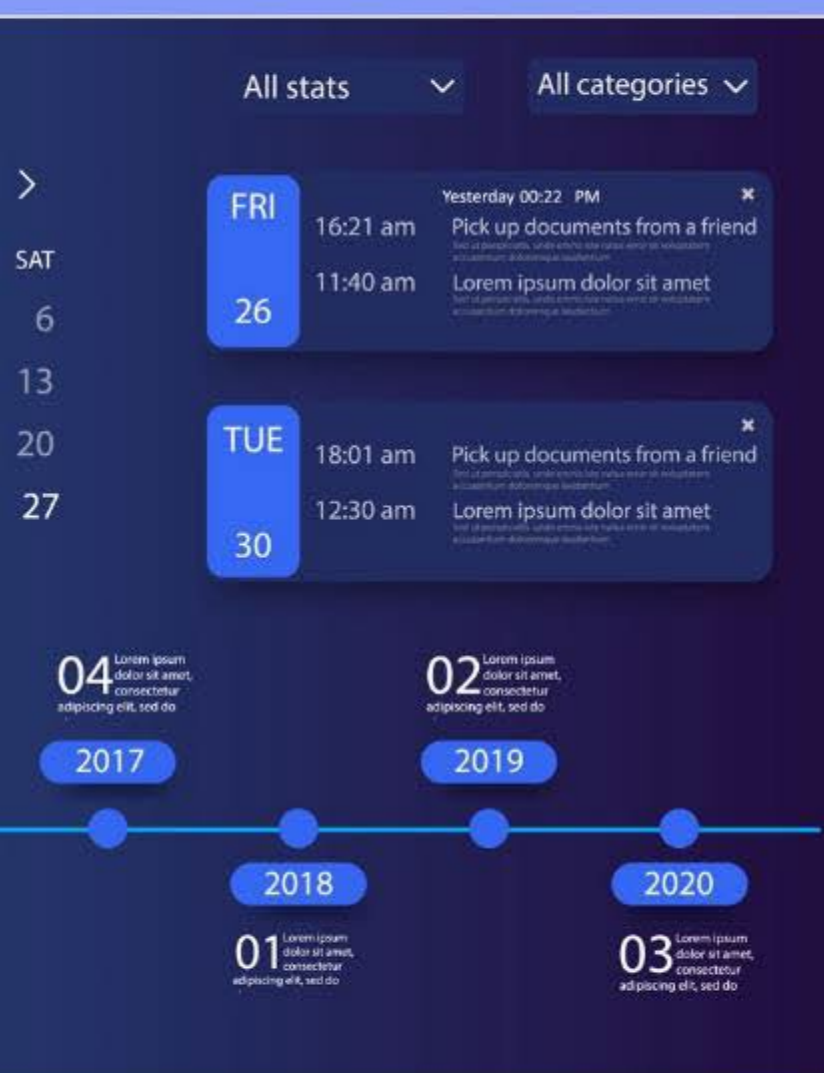 All stats
All categories
SAT
6
13
20
27
FRI
26
Yesterday 00:22 PM
16:21 am
Pick up documents from a friend
11:40 am
Lorem ipsum dolor sit amet
TUE
30
18:01 am
Pick up documents from a friend
12:30 am
Lorem ipsum dolor sit amet
04
Lorem ipsum
dolor sit amet,
consectetur
adipiscing elit, sed do
2017
02
Lorem ipsum
dolor sit amet,
consectetur
adipiscing elit, sed do
2019
2018
01
Lorem ipsum
dolor sit amet,
consectetur
adipiscing elit, sed do
2020
03
Lorem ipsum
dolor sit amet,
consectetur
adipiscing elit, sed do